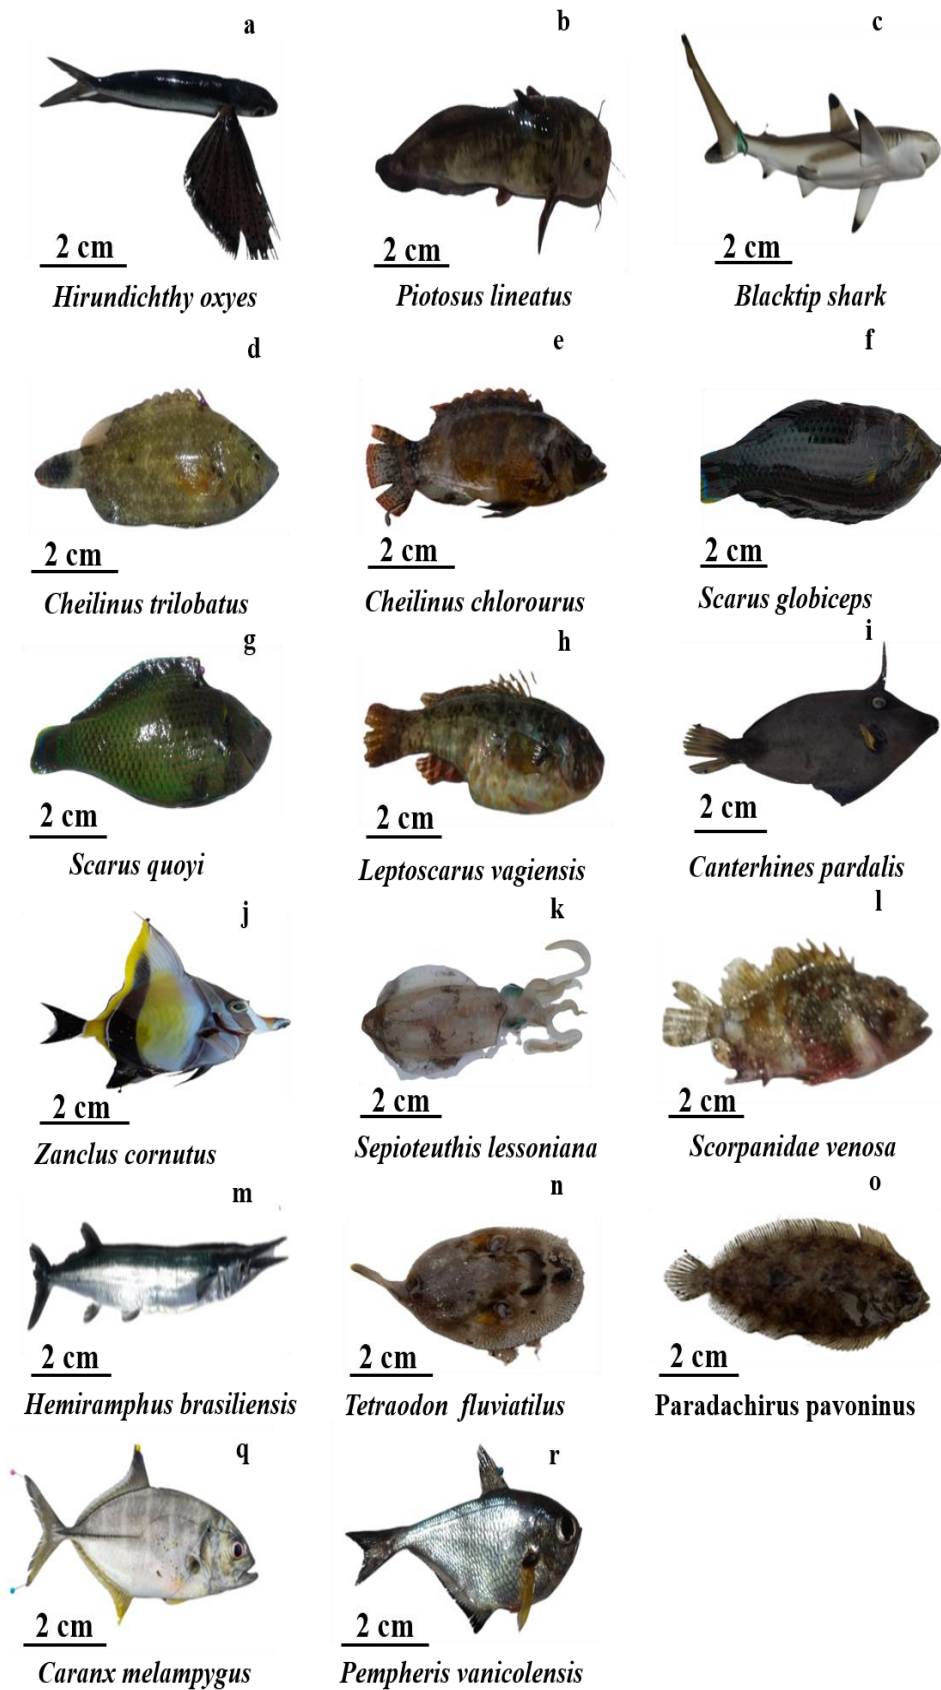 a
b
c
2 cm
2 cm
2 cm
Hirundichthy oxyes
Piotosus lineatus
Blacktip shark
d
e
f
2 cm
2 cm
2 cm
Cheilinus trilobatus
Cheilinus chlorourus
Scarus globiceps
g
h
i
2 cm
2 cm
2 cm
Scarus quoyi
Leptoscarus vagiensis
Canterhines pardalis
j
k
l
2 cm
2 cm
2 cm
Zanclus cornutus
Sepioteuthis lessoniana
Scorpanidae venosa
m
n
o
2 cm
2 cm
2 cm
Hemiramphus brasiliensis
Tetraodon fluviatilus
Paradachirus pavoninus
q
r
2 cm
2 cm
Caranx melampygus
Pempheris vanicolensis